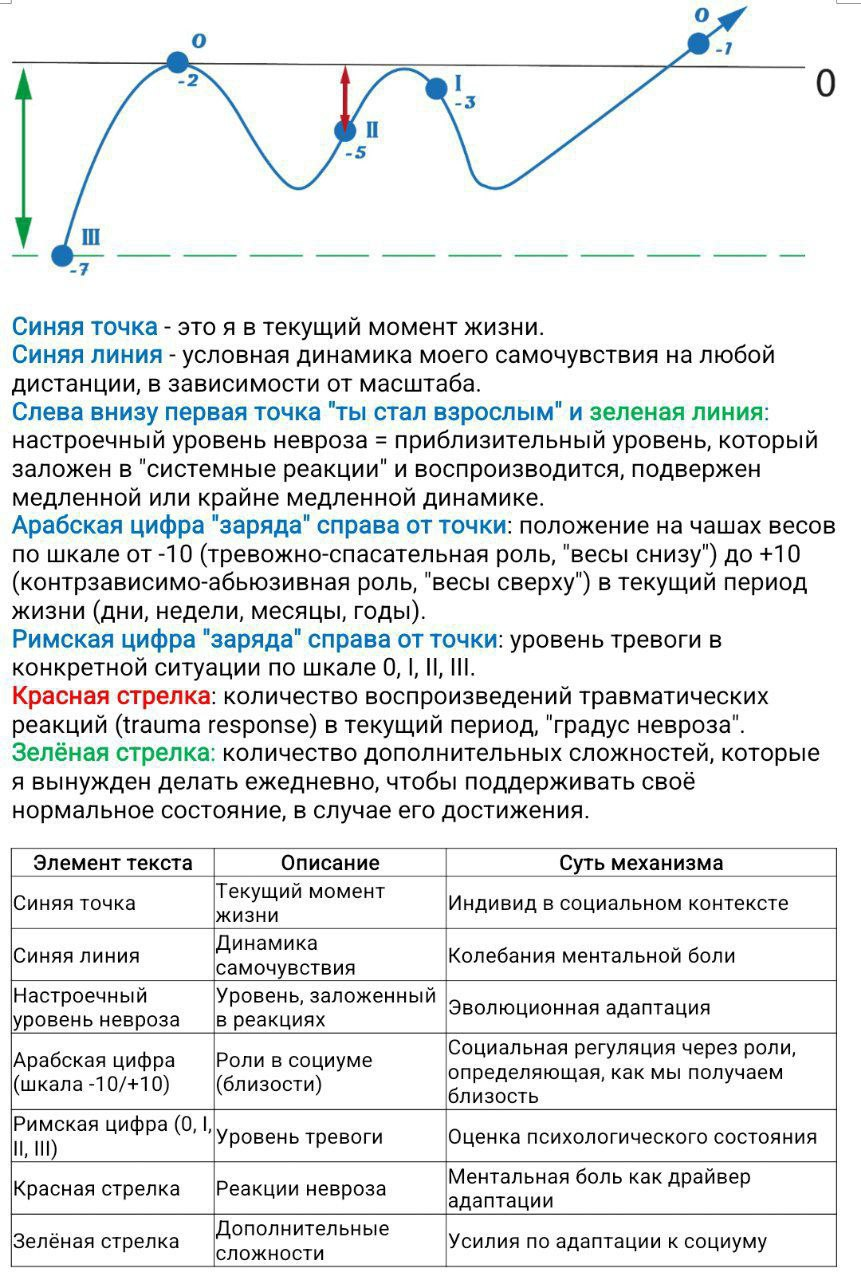 O
-2
O
-1
0
I
-3
II
-5
III
-7
Синяя точка - это я в текущий момент жизни.
Синяя линия - условная динамика моего самочувствия на любой
дистанции, в зависимости от масштаба.
Слева внизу первая точка "ты стал взрослым" и зеленая линия:
настроечный уровень невроза = приблизительный уровень, который
заложен в "системные реакции" и воспроизводится, подвержен
медленной или крайне медленной динамике.
Арабская цифра "заряда" справа от точки: положение на чашах весов
по шкале от -10 (тревожно-спасательная роль, "весы снизу") до +10
(контрзависимо-абьюзивная роль, "весы сверху") в текущий период
жизни (дни, недели, месяцы, годы).
Римская цифра "заряда" справа от точки: уровень тревоги в
конкретной ситуации по шкале 0, I, II, III.
Красная стрелка: количество воспроизведений травматических
реакций (trauma response) в текущий период, "градус невроза".
Зелёная стрелка: количество дополнительных сложностей, которые
я вынужден делать ежедневно, чтобы поддерживать своё
нормальное состояние, в случае его достижения.
Элемент текста Описание Суть механизма
Синяя точка
Текущий момент
жизни
Индивид в социальном контексте
Синяя линия
Динамика
самочувствия
Колебания ментальной боли
Настроечный
уровень невроза
Уровень, заложенный
в реакциях
Эволюционная адаптация
Арабская цифра
(шкала -10/+10)
Роли в социуме
(близости)
Социальная регуляция через роли,
определяющая, как мы получаем
близость
Римская цифра (0, I,
II, III)
Уровень тревоги
Оценка психологического состояния
Красная стрелка
Реакции невроза
Ментальная боль как драйвер
адаптации
Зелёная стрелка
Дополнительные
сложности
Усилия по адаптации к социуму